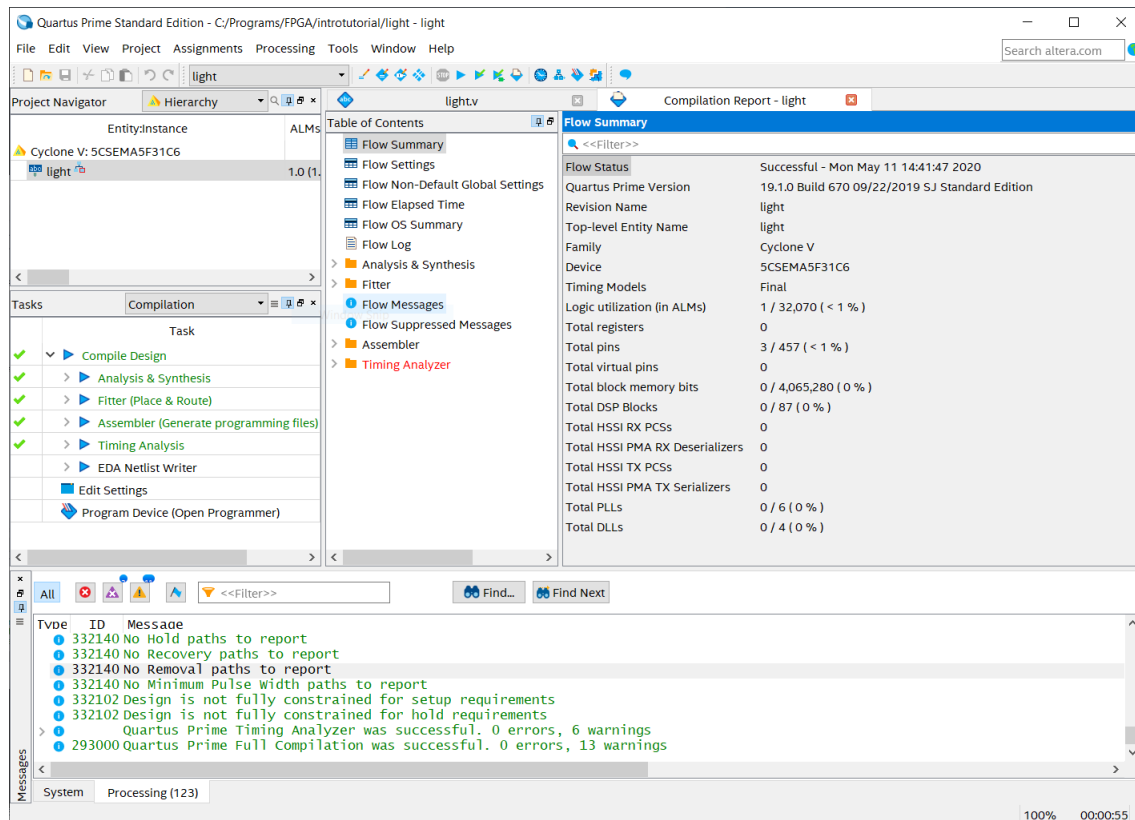 Quartus Prime Standard Edition - C:/Programs/FPGA/introtutorial/light - light
File Edit View Project Assignments Processing Tools Window Help
Search altera.com
light
Project Navigator Hierarchy
Entity:Instance ALMs
Cyclone V: 5CSEMA5F31C6
abc light 1.0 (1.
Tasks Compilation
Task
Compile Design
Analysis & Synthesis
Fitter (Place & Route)
Assembler (Generate programming files)
Timing Analysis
EDA Netlist Writer
Edit Settings
Program Device (Open Programmer)
abc light.v
Compilation Report - light
Table of Contents
Flow Summary
Flow Settings
Flow Non-Default Global Settings
Flow Elapsed Time
Flow OS Summary
Flow Log
Analysis & Synthesis
Fitter
Flow Messages
Flow Suppressed Messages
Assembler
Timing Analyzer
Flow Summary
<<Filter>>
Flow Status Successful - Mon May 11 14:41:47 2020
Quartus Prime Version 19.1.0 Build 670 09/22/2019 SJ Standard Edition
Revision Name light
Top-level Entity Name light
Family Cyclone V
Device 5CSEMA5F31C6
Timing Models Final
Logic utilization (in ALMs) 1 / 32,070 ( < 1 % )
Total registers 0
Total pins 3 / 457 ( < 1 % )
Total virtual pins 0
Total block memory bits 0 / 4,065,280 ( 0 % )
Total DSP Blocks 0 / 87 ( 0 % )
Total HSSI RX PCSs 0
Total HSSI PMA RX Deserializers 0
Total HSSI TX PCSs 0
Total HSSI PMA TX Serializers 0
Total PLLs 0 / 6 ( 0 % )
Total DLLs 0 / 4 ( 0 % )
All <<Filter>> Find... Find Next
Type ID Message
332140 No Hold paths to report
332140 No Recovery paths to report
332140 No Removal paths to report
332140 No Minimum Pulse Width paths to report
332102 Design is not fully constrained for setup requirements
332102 Design is not fully constrained for hold requirements
Quartus Prime Timing Analyzer was successful. 0 errors, 6 warnings
293000 Quartus Prime Full Compilation was successful. 0 errors, 13 warnings
Messages
System Processing (123)
100% 00:00:55